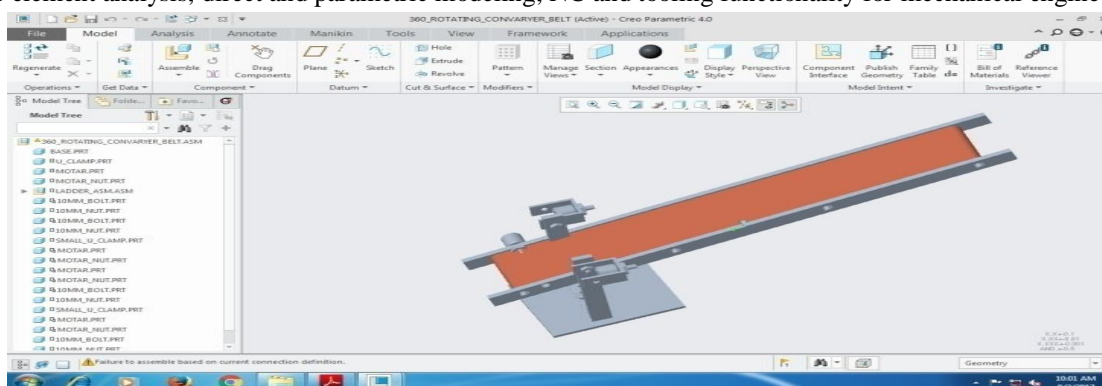 element analysis, direct and parametric modeling, NC and tooling functionality for mechanical engine
360_ROTATING_CONVARYER_BELT (Active) - Creo Parametric 4.0
File Model Analysis Annotate Manikin Tools View Framework Applications
Regenerate Assemble Drag Components Plane Sketch Hole Extrude Revolve Pattern Manage Views Section Appearances Display Style Perspective View Component Interface Publish Geometry Family Table d= Bill of Materials Reference Viewer
Operations Get Data Component Datum Cut & Surface Modifiers Model Display Model Intent Investigate
Model Tree Folde... Favo...
Model Tree
360_ROTATING_CONVARYER_BELT.ASM
BASE.PRT
U_CLAMP.PRT
MOTAR.PRT
MOTAR_NUT.PRT
LADDER_ASM.ASM
10MM_BOLT.PRT
10MM_NUT.PRT
10MM_BOLT.PRT
10MM_NUT.PRT
SMALL_U_CLAMP.PRT
MOTAR.PRT
MOTAR_NUT.PRT
MOTAR.PRT
MOTAR_NUT.PRT
10MM_BOLT.PRT
10MM_NUT.PRT
SMALL_U_CLAMP.PRT
MOTAR.PRT
MOTAR_NUT.PRT
10MM_BOLT.PRT
10MM_NUT.PRT
Failure to assemble based on current connection definition.
Geometry
10:01 AM